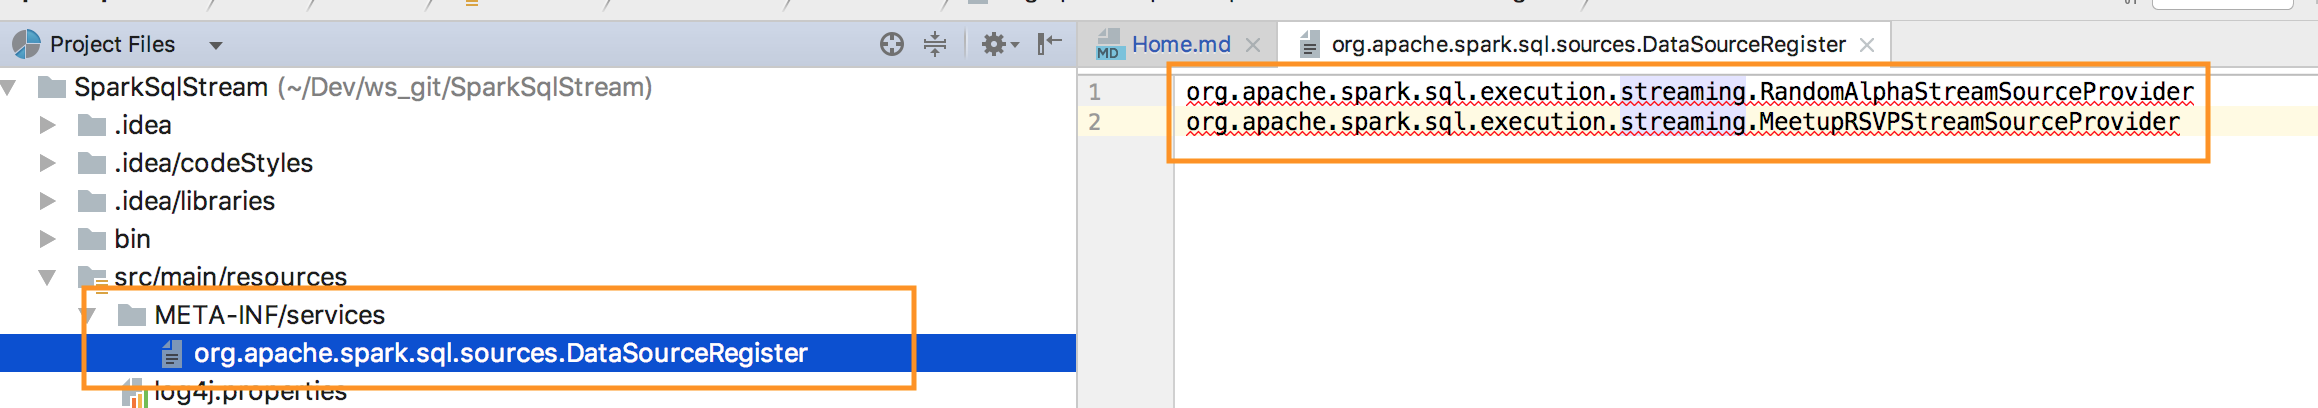 Project Files
SparkSqlStream (~/Dev/ws_git/SparkSqlStream)
.idea
.idea/codeStyles
.idea/libraries
bin
src/main/resources
META-INF/services
org.apache.spark.sql.sources.DataSourceRegister
log4j.properties
MD Home.md
org.apache.spark.sql.sources.DataSourceRegister
1 org.apache.spark.sql.execution.streaming.RandomAlphaStreamSourceProvider
2 org.apache.spark.sql.execution.streaming.MeetupRSVPStreamSourceProvider